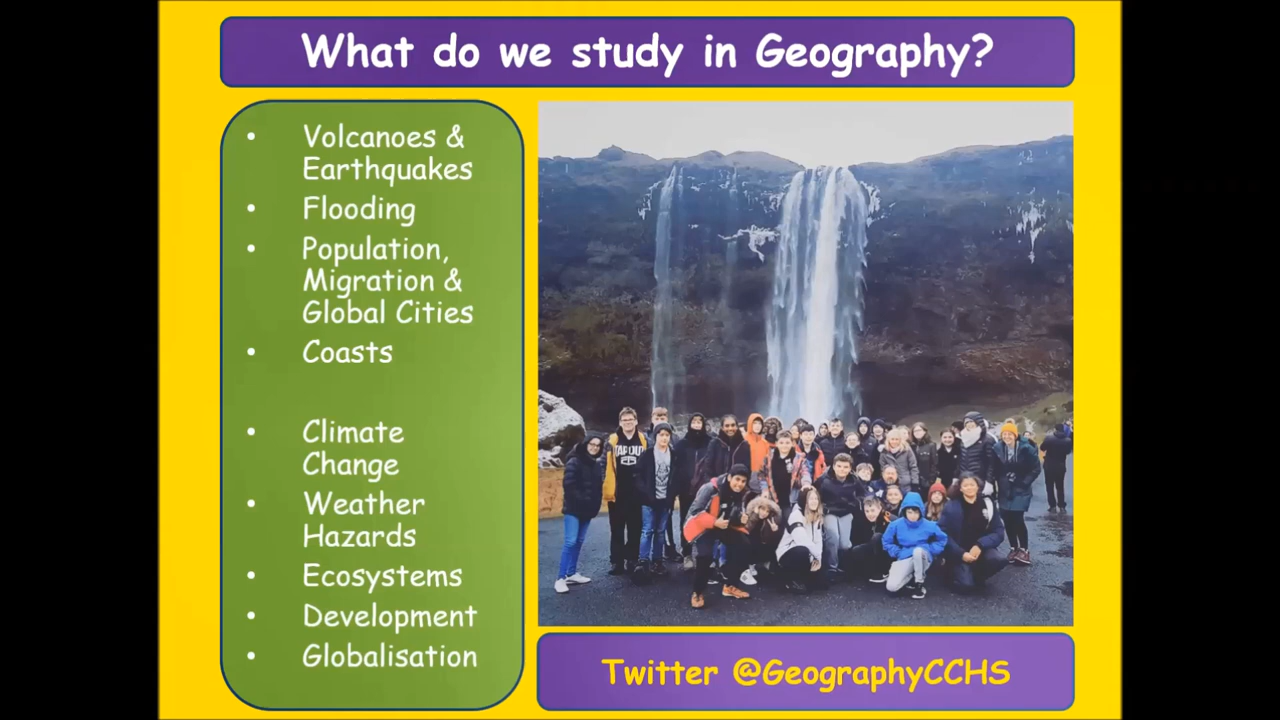 What do we study in Geography?
• Volcanoes &
Earthquakes
• Flooding
• Population,
Migration &
Global Cities
• Coasts
• Climate
Change
• Weather
Hazards
• Ecosystems
• Development
• Globalisation
TAPOUT
Twitter @GeographyCCHS